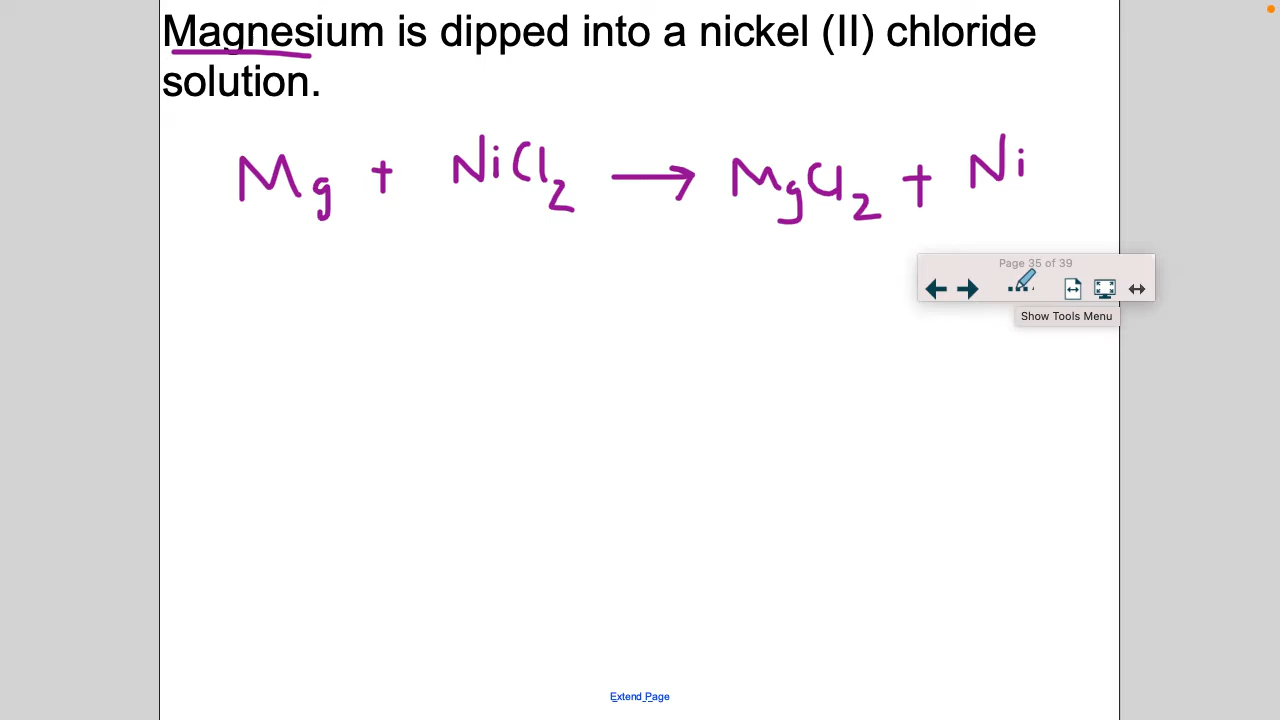 Magnesium is dipped into a nickel (II) chloride
solution.
Mg + NiCl₂ → MgCl₂ + Ni
Page 35 of 39
Show Tools Menu
Extend Page